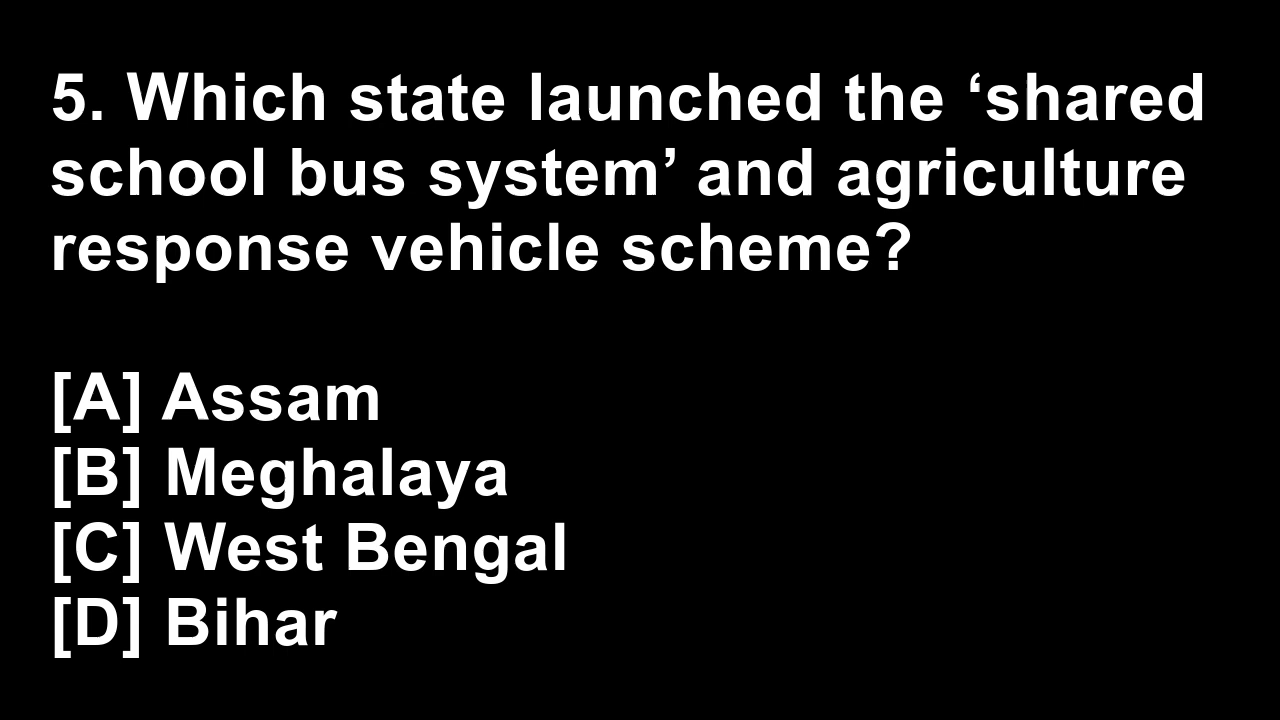 5. Which state launched the ‘shared
school bus system’ and agriculture
response vehicle scheme?
[A] Assam
[B] Meghalaya
[C] West Bengal
[D] Bihar